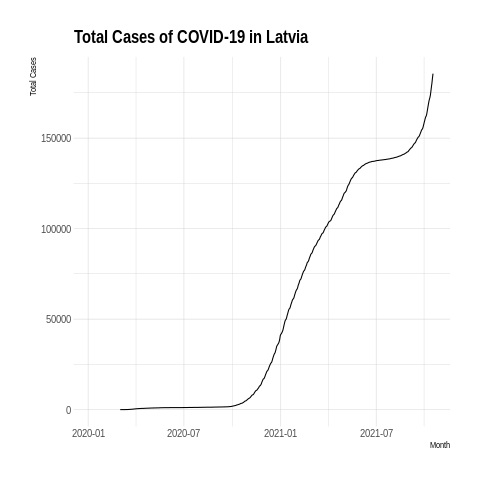 Total Cases of COVID-19 in Latvia
Total Cases
150000
100000
50000
0
2020-01 2020-07 2021-01 2021-07
Month